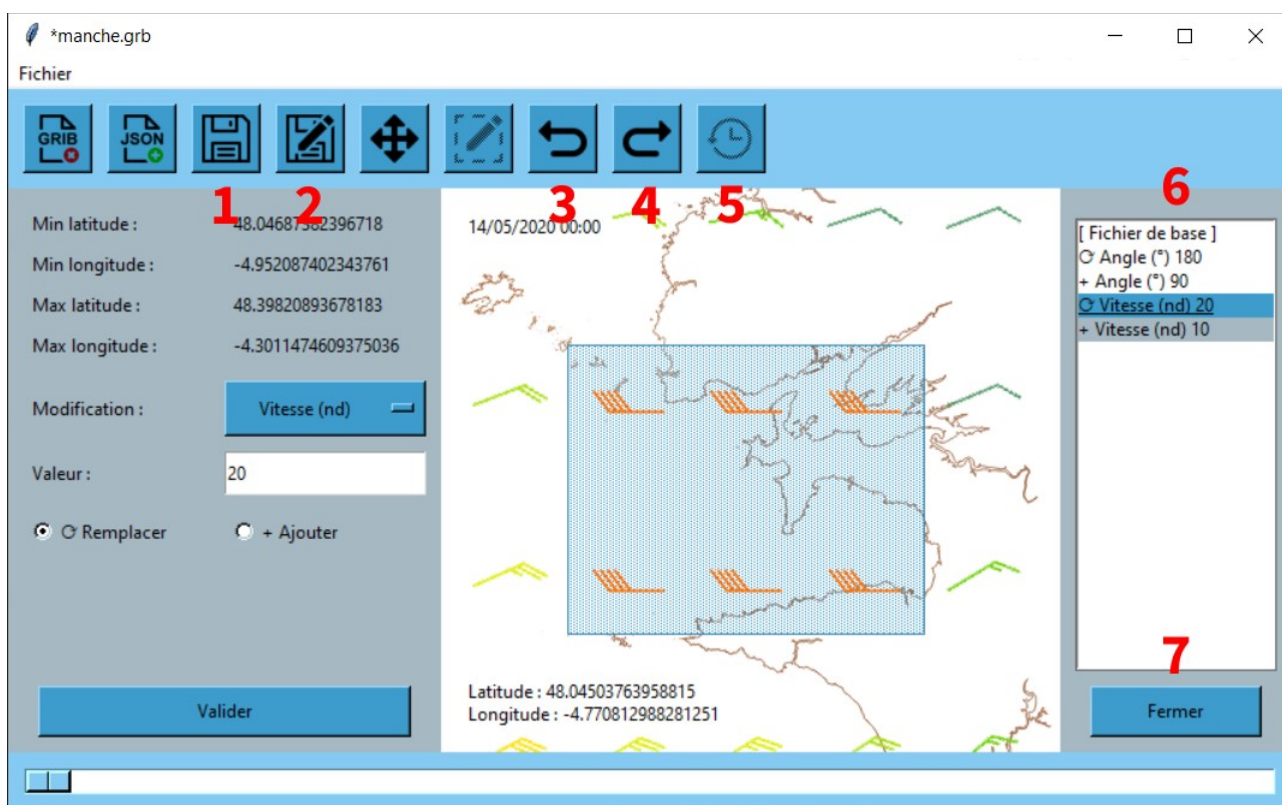 *manche.grb
Fichier
GRIB
JSON
1
2
3
4
5
6
Min latitude : 48.04687382396718
Min longitude : -4.952087402343761
Max latitude : 48.39820893678183
Max longitude : -4.3011474609375036
Modification : Vitesse (nd)
Valeur : 20
⟳ Remplacer + Ajouter
Valider
14/05/2020 00:00
Latitude : 48.04503763958815
Longitude : -4.770812988281251
[ Fichier de base ]
⟳ Angle (°) 180
+ Angle (°) 90
⟳ Vitesse (nd) 20
+ Vitesse (nd) 10
7
Fermer